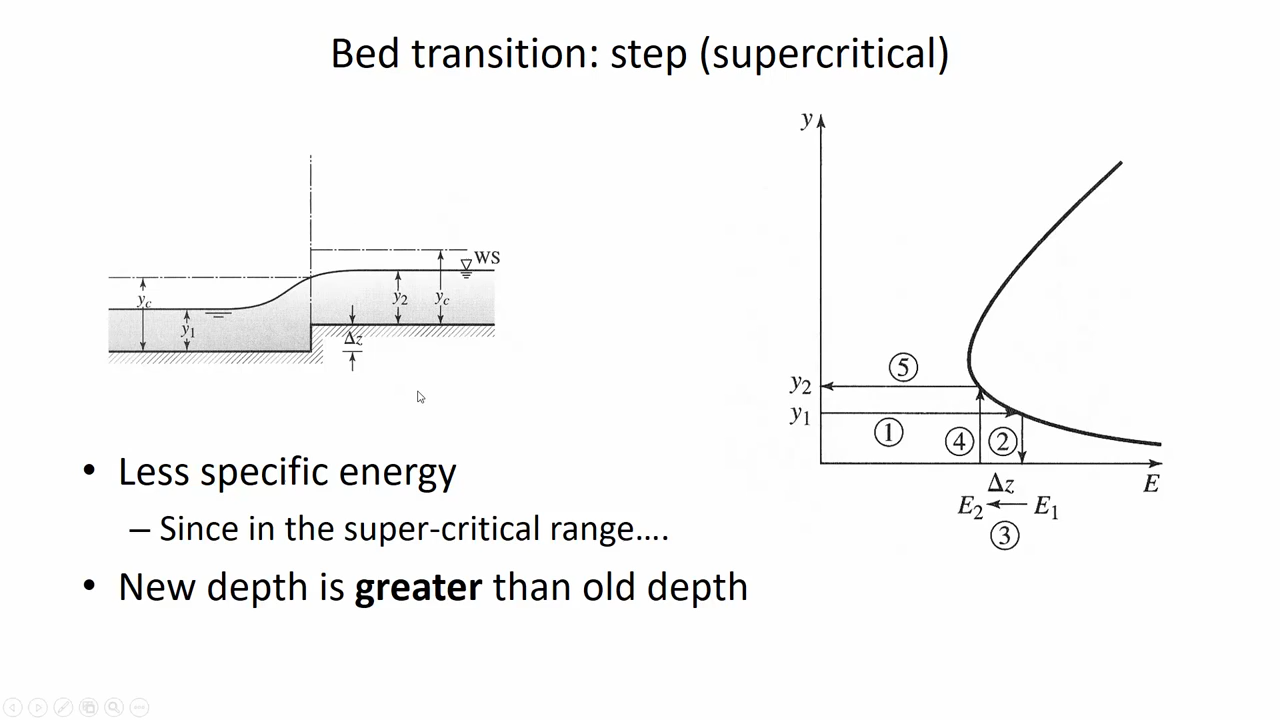 Bed transition: step (supercritical)
WS
y_c
y_1
y_2
y_c
Δz
y
y_2
y_1
⑤
①
④
②
Δz
E
E_2
E_1
③
• Less specific energy
– Since in the super-critical range….
• New depth is greater than old depth